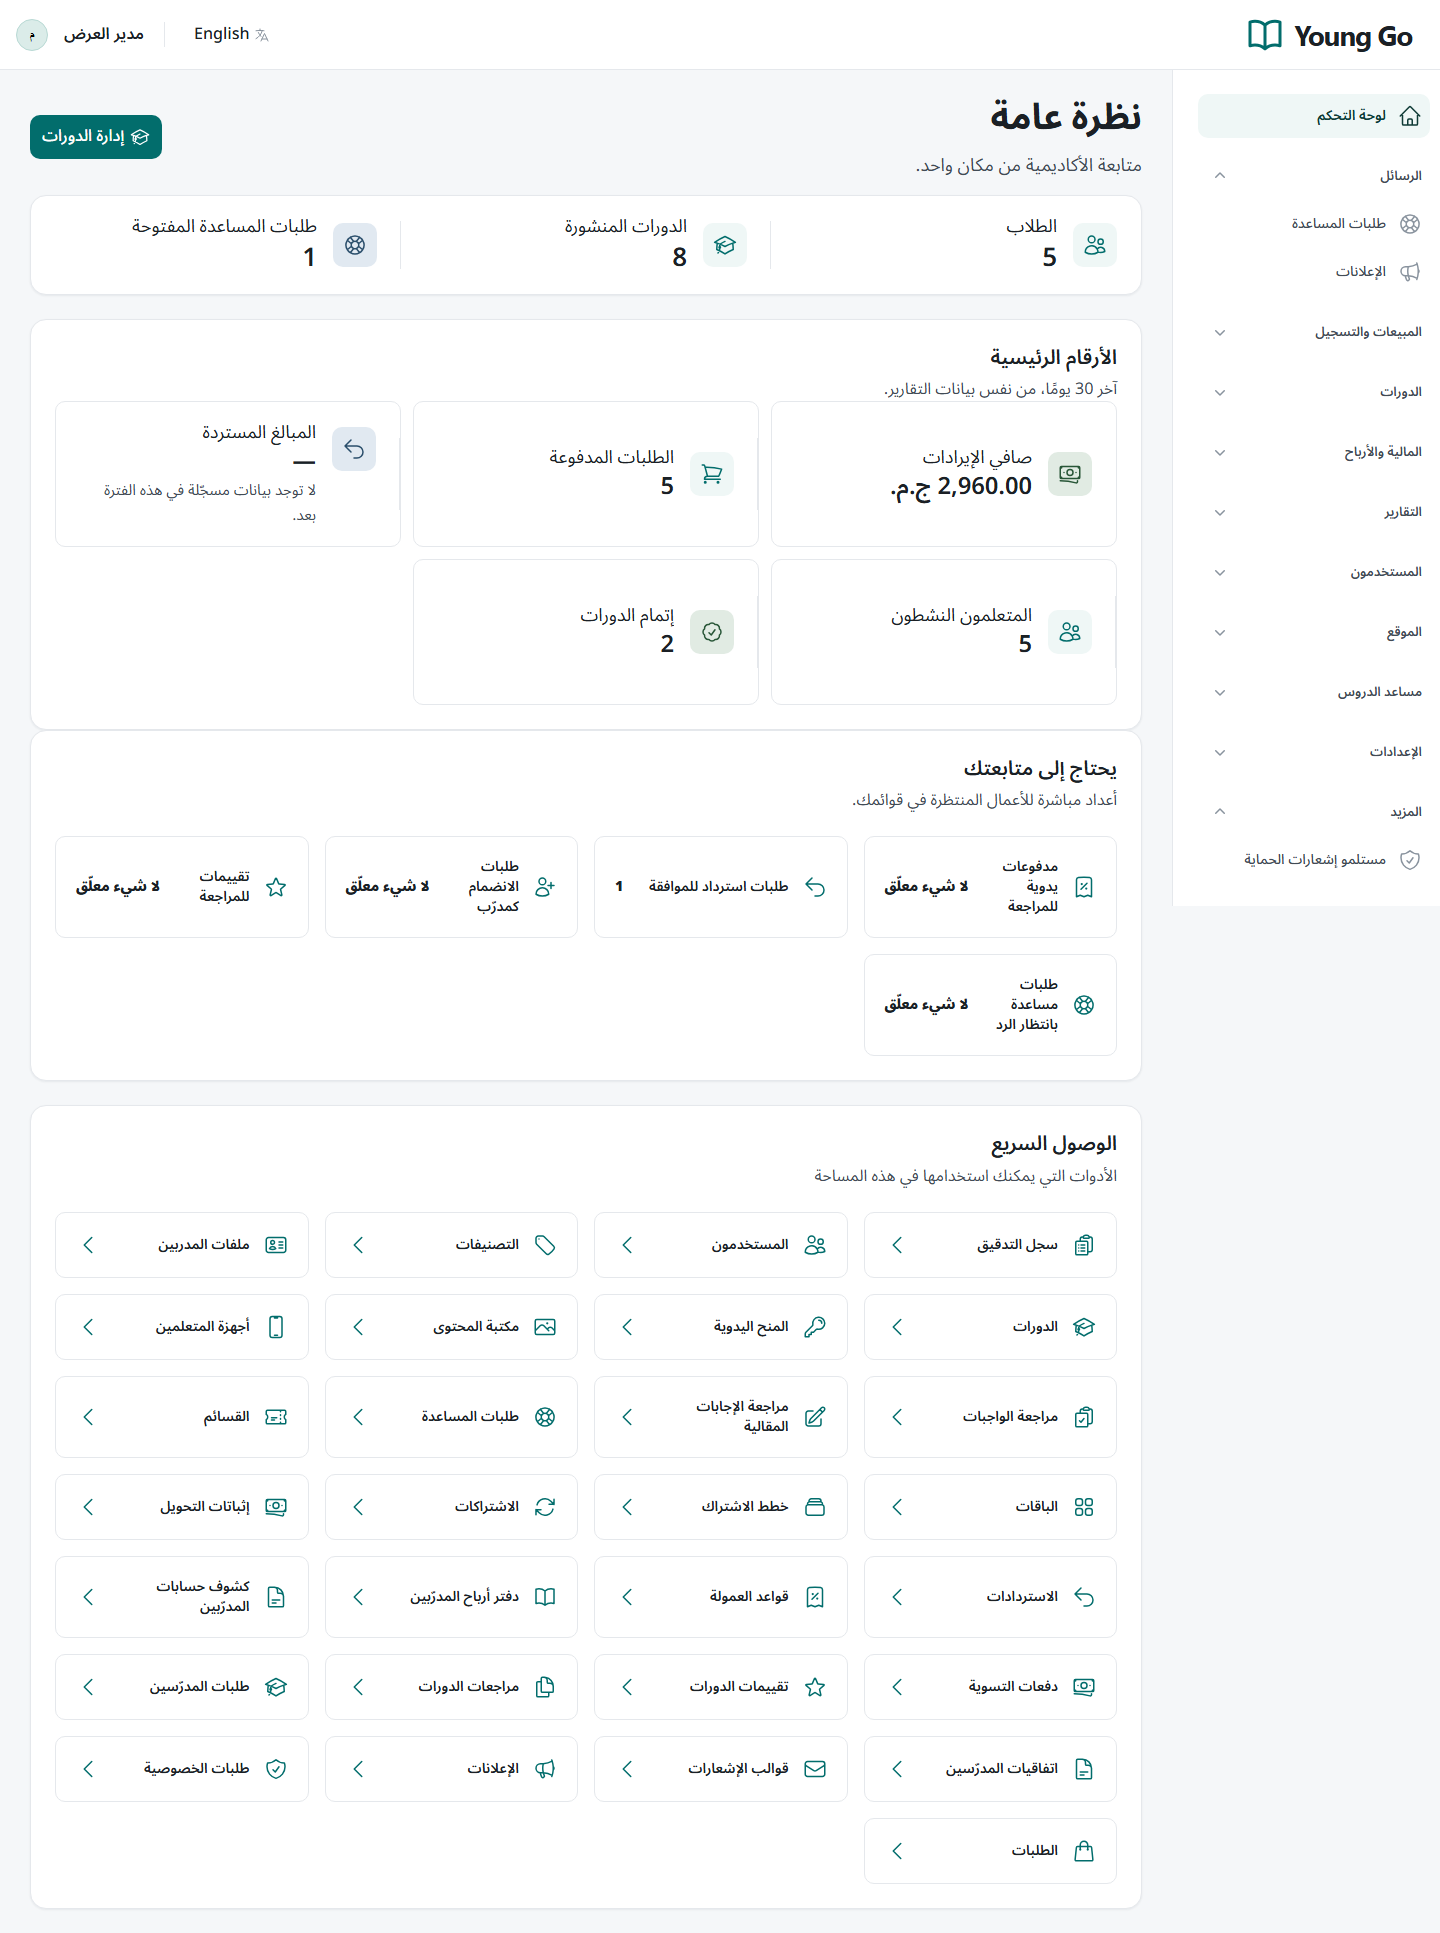 Young Go
English
مدير العرض
م
لوحة التحكم
الرسائل
طلبات المساعدة
الإعلانات
المبيعات والتسجيل
الدورات
المالية والأرباح
التقارير
المستخدمون
الموقع
مساعد الدروس
الإعدادات
المزيد
مستلمو إشعارات الحماية
نظرة عامة
متابعة الأكاديمية من مكان واحد.
إدارة الدورات
الطلاب
5
الدورات المنشورة
8
طلبات المساعدة المفتوحة
1
الأرقام الرئيسية
آخر 30 يومًا، من نفس بيانات التقارير.
صافي الإيرادات
2,960.00 ج.م.
الطلبات المدفوعة
5
المبالغ المستردة
—
لا توجد بيانات مسجّلة في هذه الفترة
بعد.
المتعلمون النشطون
5
إتمام الدورات
2
يحتاج إلى متابعتك
أعداد مباشرة للأعمال المنتظرة في قوائمك.
مدفوعات
يدوية
للمراجعة
لا شيء معلّق
طلبات استرداد للموافقة
1
طلبات
الانضمام
كمدرّب
لا شيء معلّق
تقييمات
للمراجعة
لا شيء معلّق
طلبات
مساعدة
بانتظار الرد
لا شيء معلّق
الوصول السريع
الأدوات التي يمكنك استخدامها في هذه المساحة
سجل التدقيق
المستخدمون
التصنيفات
ملفات المدربين
الدورات
المنح اليدوية
مكتبة المحتوى
أجهزة المتعلمين
مراجعة الواجبات
مراجعة الإجابات
المقالية
طلبات المساعدة
القسائم
الباقات
خطط الاشتراك
الاشتراكات
إثباتات التحويل
الاستردادات
قواعد العمولة
دفتر أرباح المدرّبين
كشوف حسابات
المدرّبين
دفعات التسوية
تقييمات الدورات
مراجعات الدورات
طلبات المدرّسين
اتفاقيات المدرّسين
قوالب الإشعارات
الإعلانات
طلبات الخصوصية
الطلبات